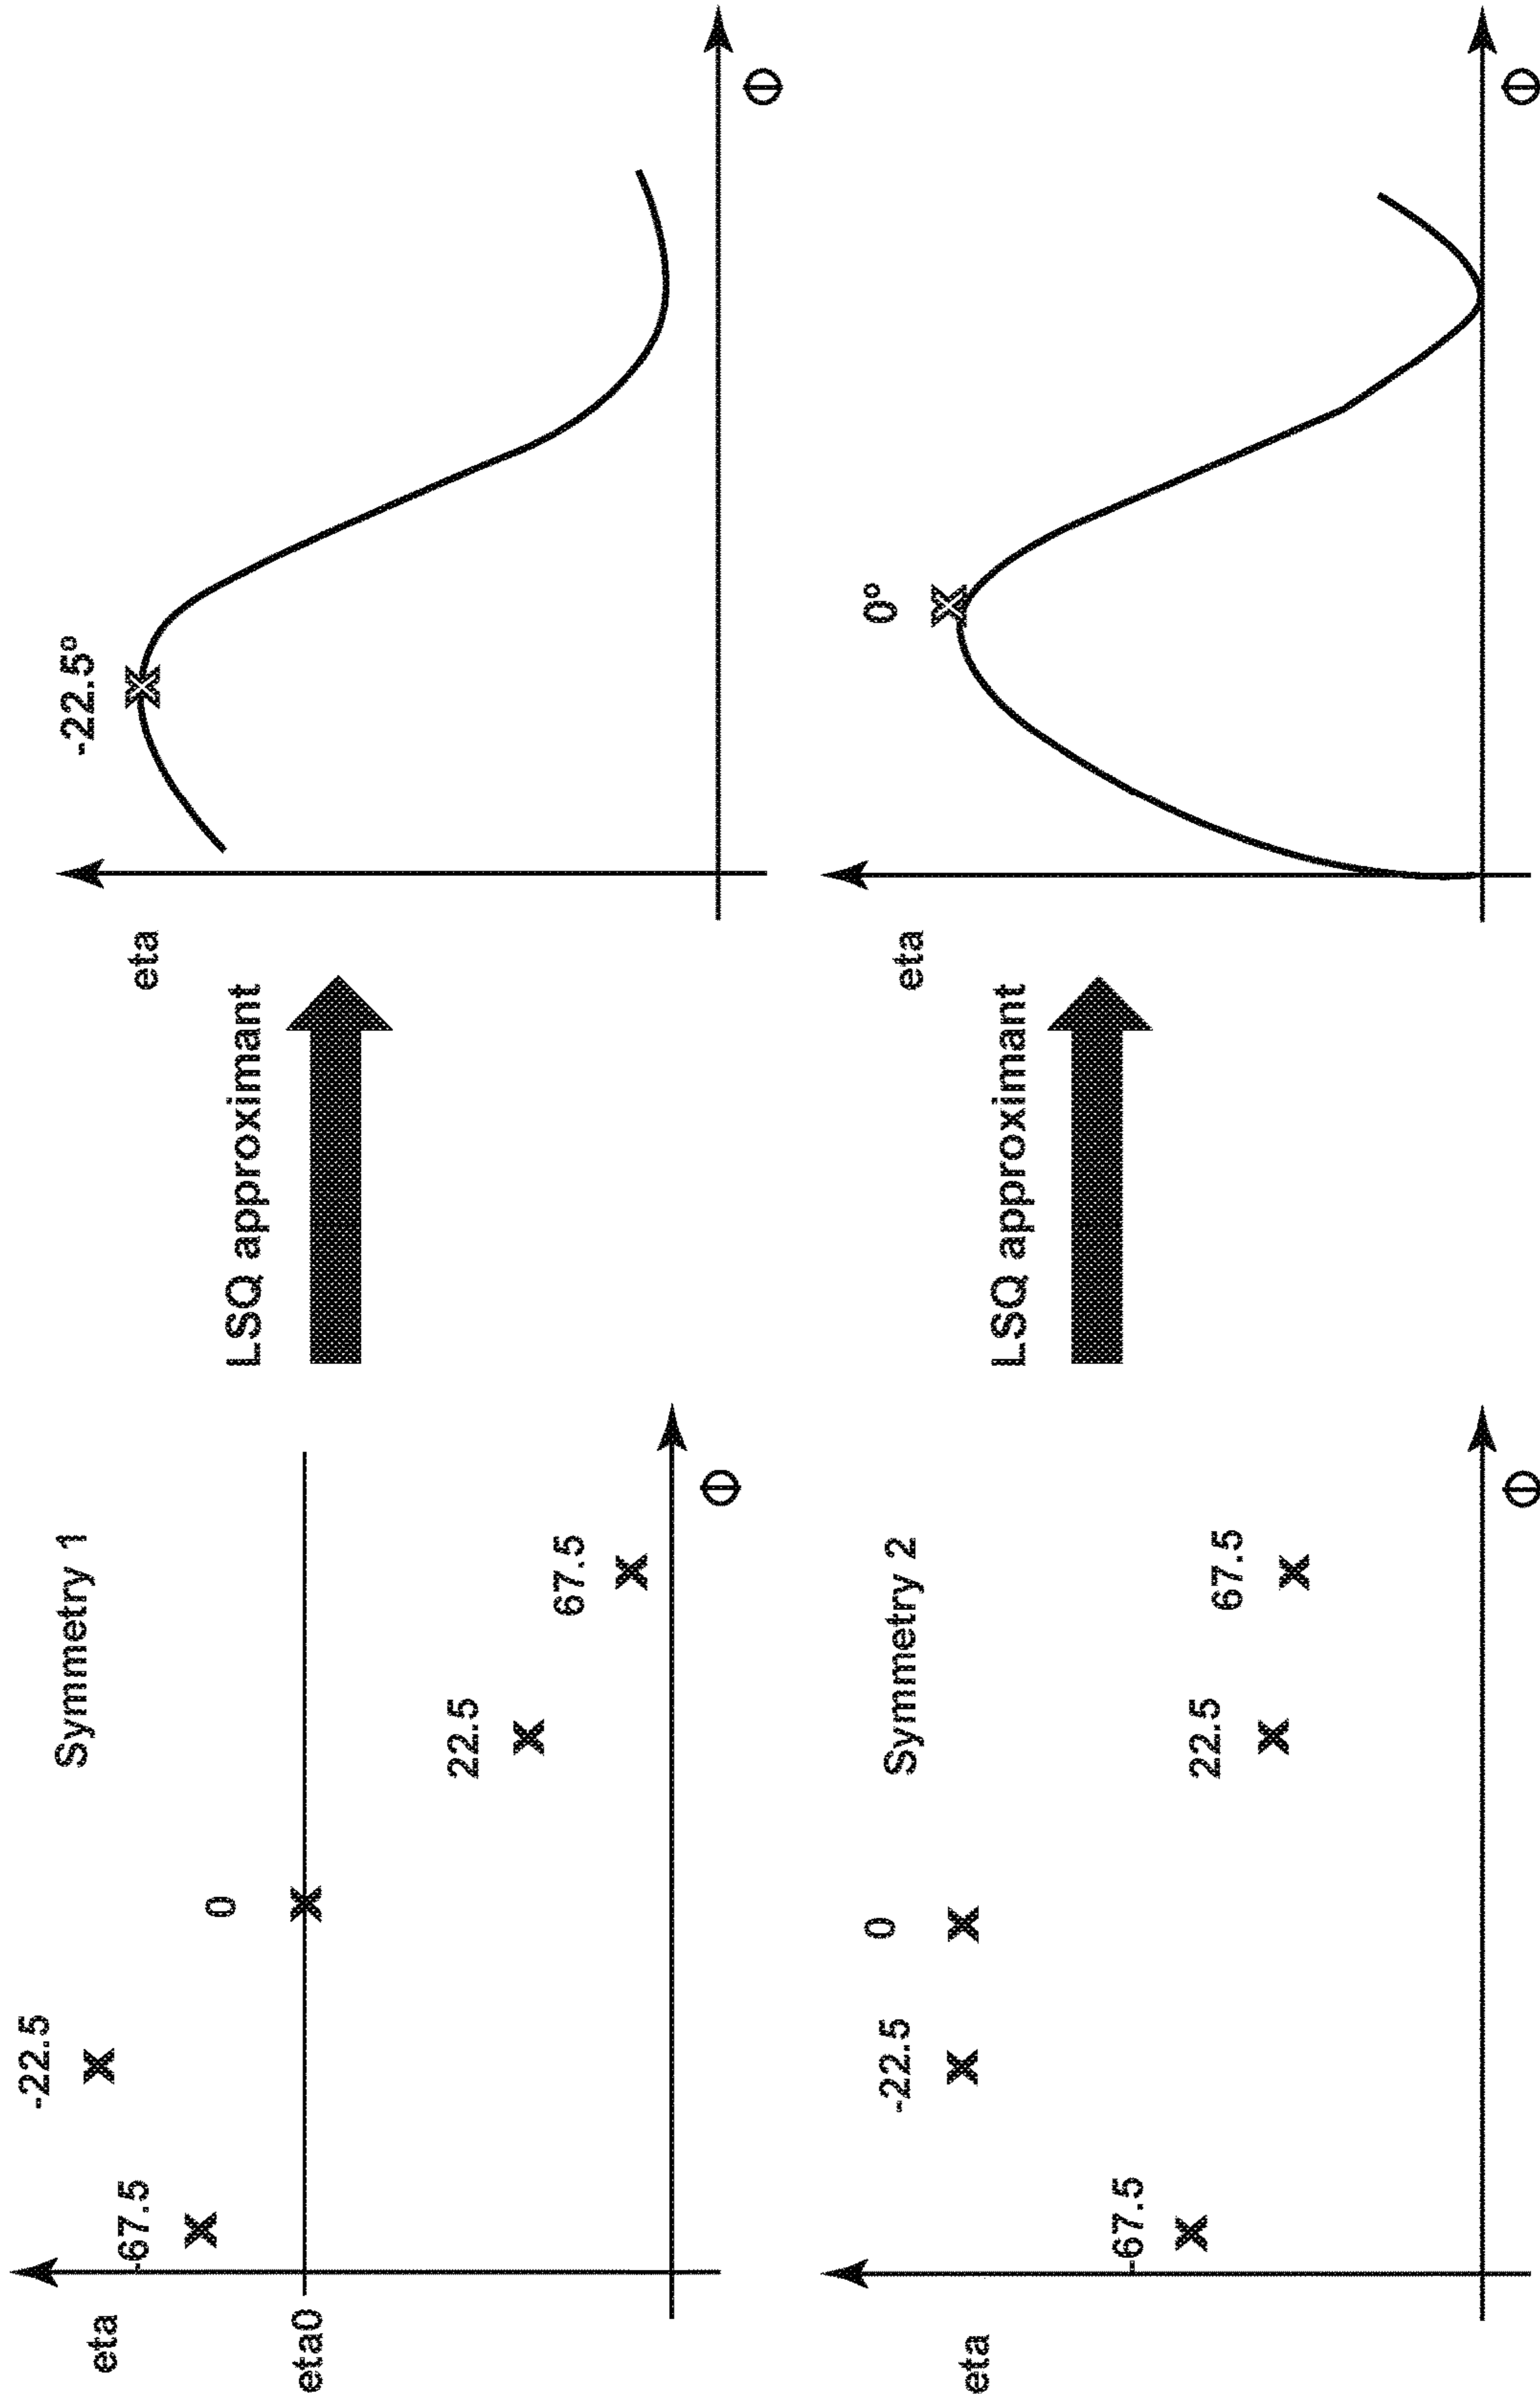 Symmetry 1
eta
eta0
-67.5
-22.5
0
22.5
67.5
Φ
LSQ approximant
eta
-22.5°
Φ
Symmetry 2
eta
-67.5
-22.5
0
22.5
67.5
Φ
LSQ approximant
eta
0°
Φ